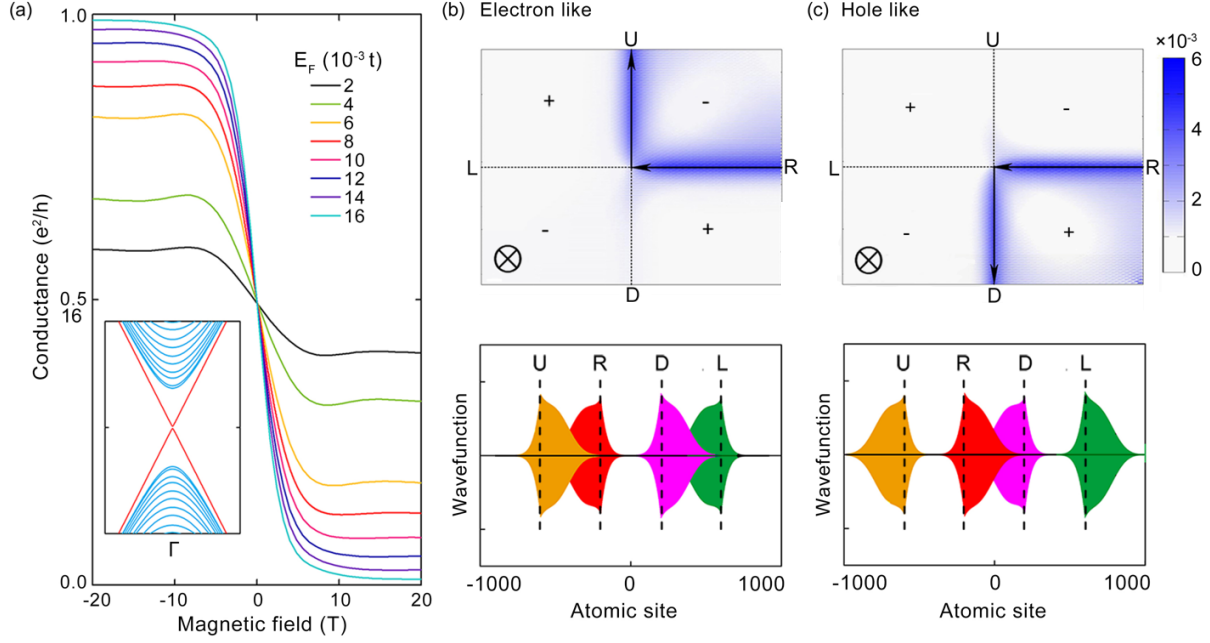 (a)
1.0
0.5
16
0.0
Conductance (e²/h)
E_F (10⁻³ t)
2
4
6
8
10
12
14
16
Γ
-20
-10
0
10
20
Magnetic field (T)
(b) Electron like
U
+
-
L
R
-
+
D
U R D L
Wavefunction
-1000
0
1000
Atomic site
(c) Hole like
U
+
-
L
R
-
+
D
×10⁻³
6
4
2
0
U R D L
Wavefunction
-1000
0
1000
Atomic site